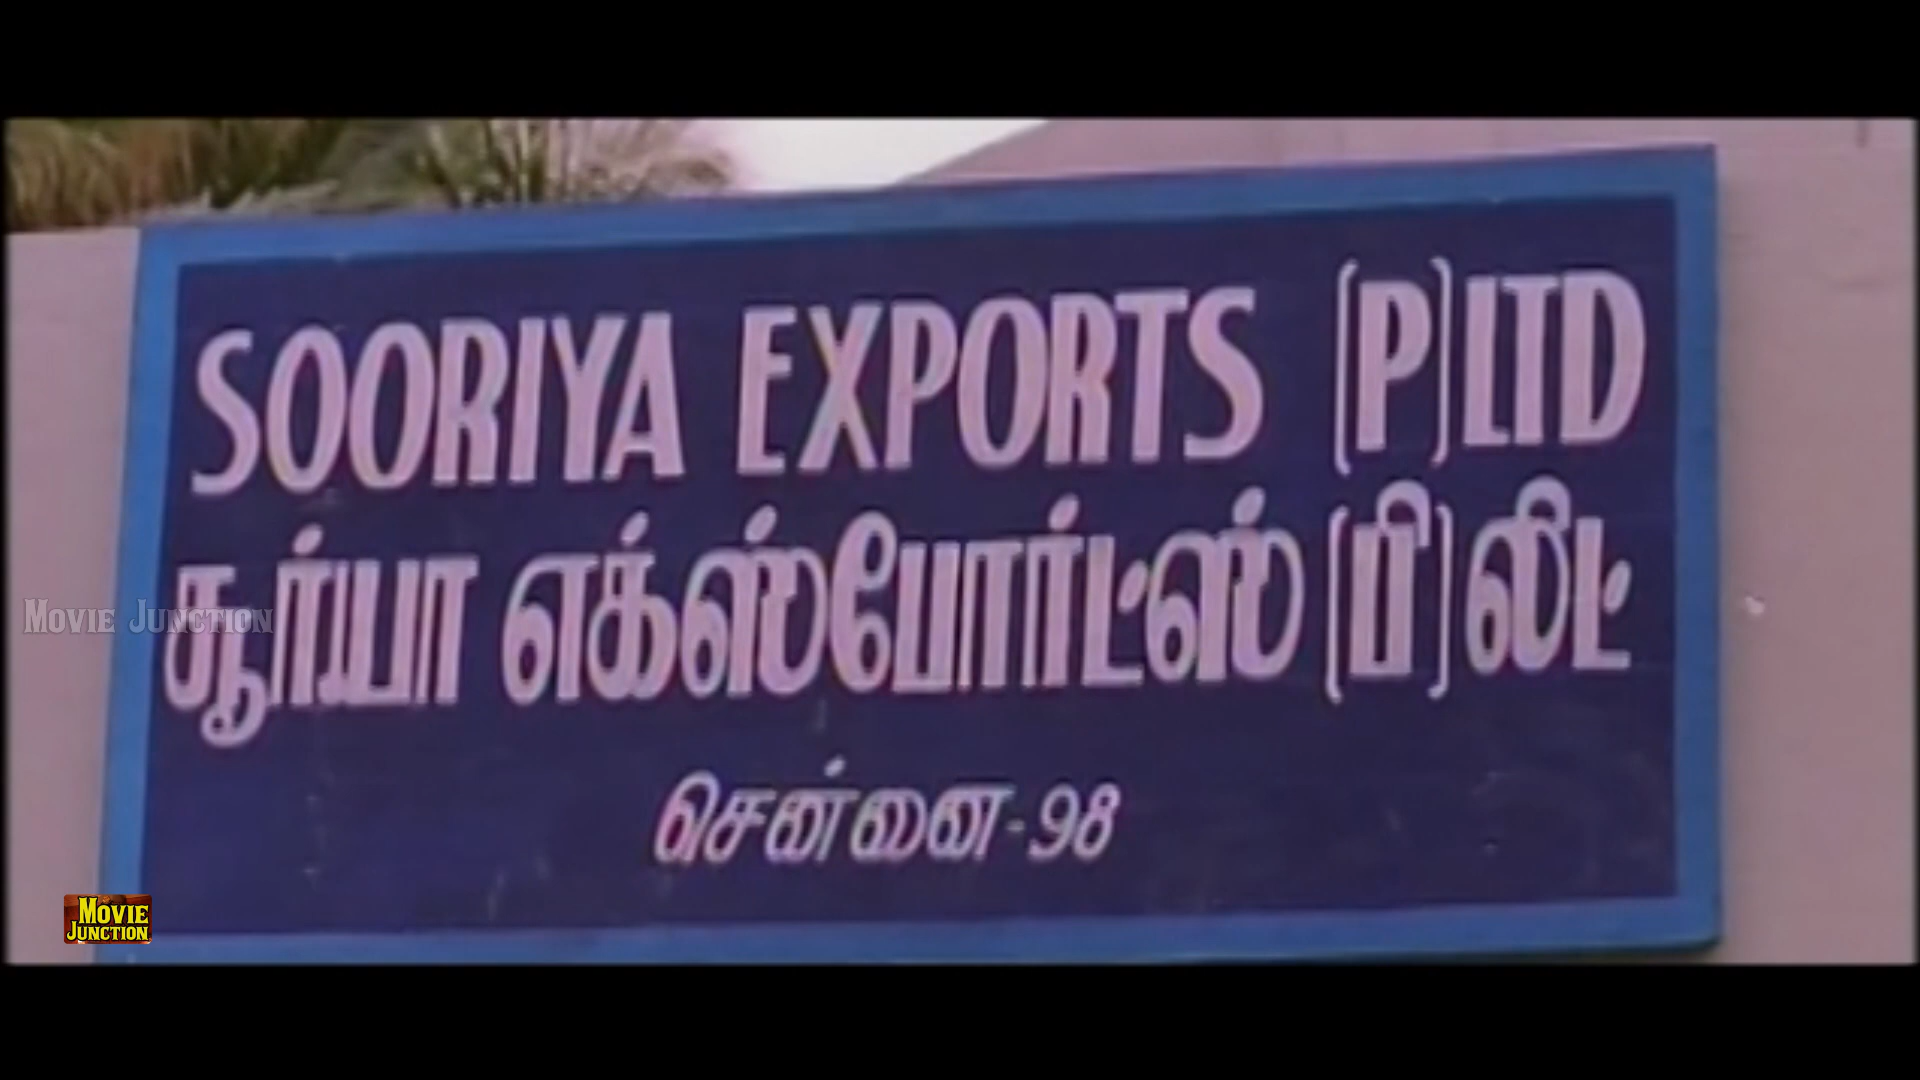 SOORIYA EXPORTS (P)LTD
சூர்யா எக்ஸ்போர்ட்ஸ் (பி)லிட்
சென்னை-98
MOVIE JUNCTION
MOVIE
JUNCTION